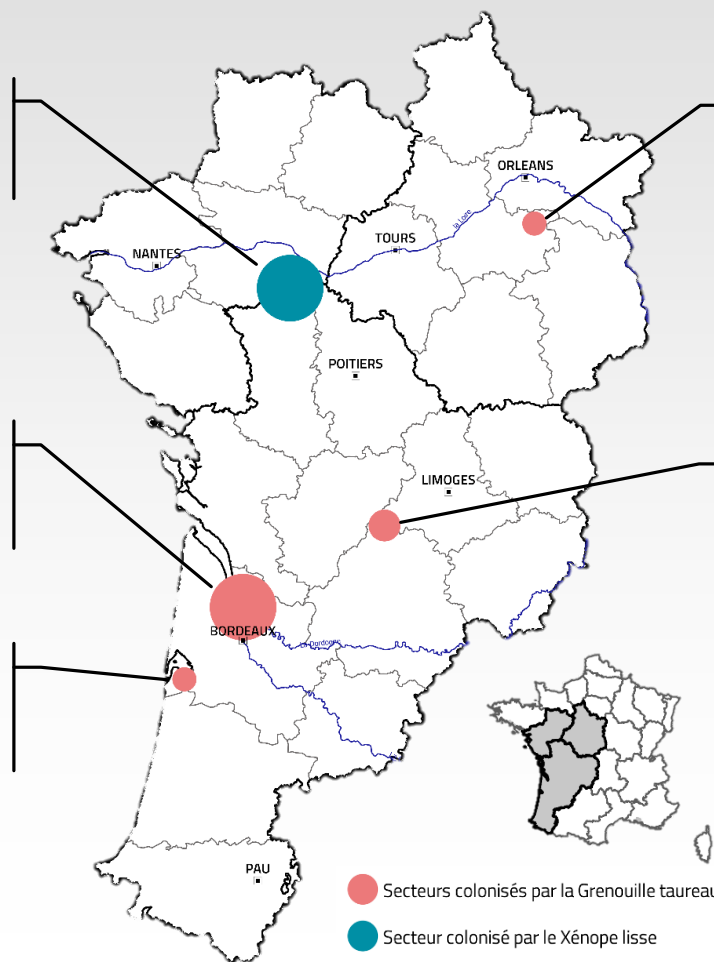 ORLEANS
la Loire
TOURS
NANTES
POITIERS
LIMOGES
BORDEAUX
La Dordogne
PAU
Secteurs colonisés par la Grenouille taureau
Secteur colonisé par le Xénope lisse